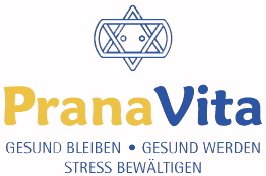 PranaVita
GESUND BLEIBEN • GESUND WERDEN
STRESS BEWÄLTIGEN